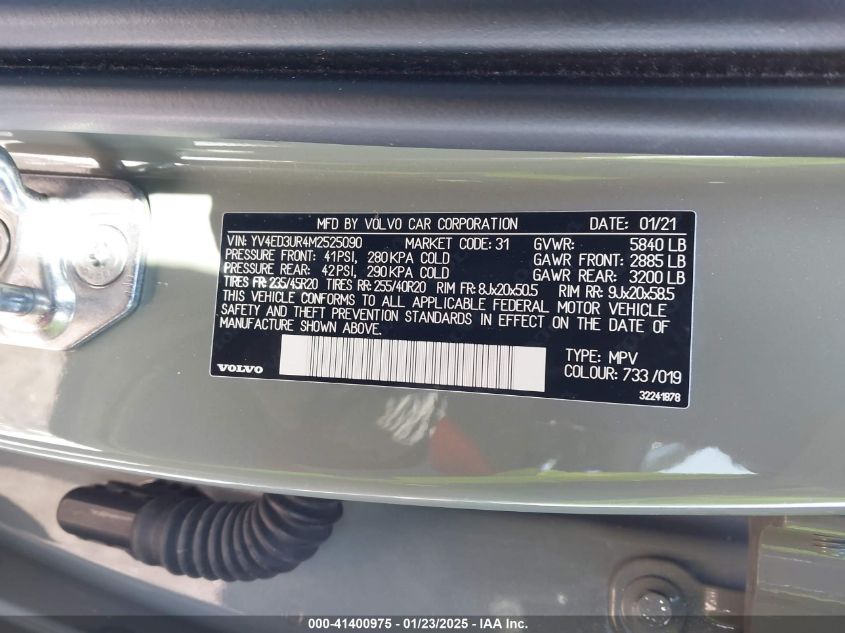 MFD BY VOLVO CAR CORPORATION DATE: 01/21
VIN: YV4ED3UR4M2525090 MARKET CODE: 31 GVWR: 5840 LB
PRESSURE FRONT: 41PSI, 280KPA COLD GAWR FRONT: 2885 LB
PRESSURE REAR: 42PSI, 290KPA COLD GAWR REAR: 3200 LB
TIRES FR: 235/45R20 TIRES RR: 255/40R20 RIM FR: 8Jx20x50.5 RIM RR: 9Jx20x58.5
THIS VEHICLE CONFORMS TO ALL APPLICABLE FEDERAL MOTOR VEHICLE
SAFETY AND THEFT PREVENTION STANDARDS IN EFFECT ON THE DATE OF
MANUFACTURE SHOWN ABOVE.
TYPE: MPV
VOLVO COLOUR: 733/019
32241878
000-41400975 - 01/23/2025 - IAA Inc.